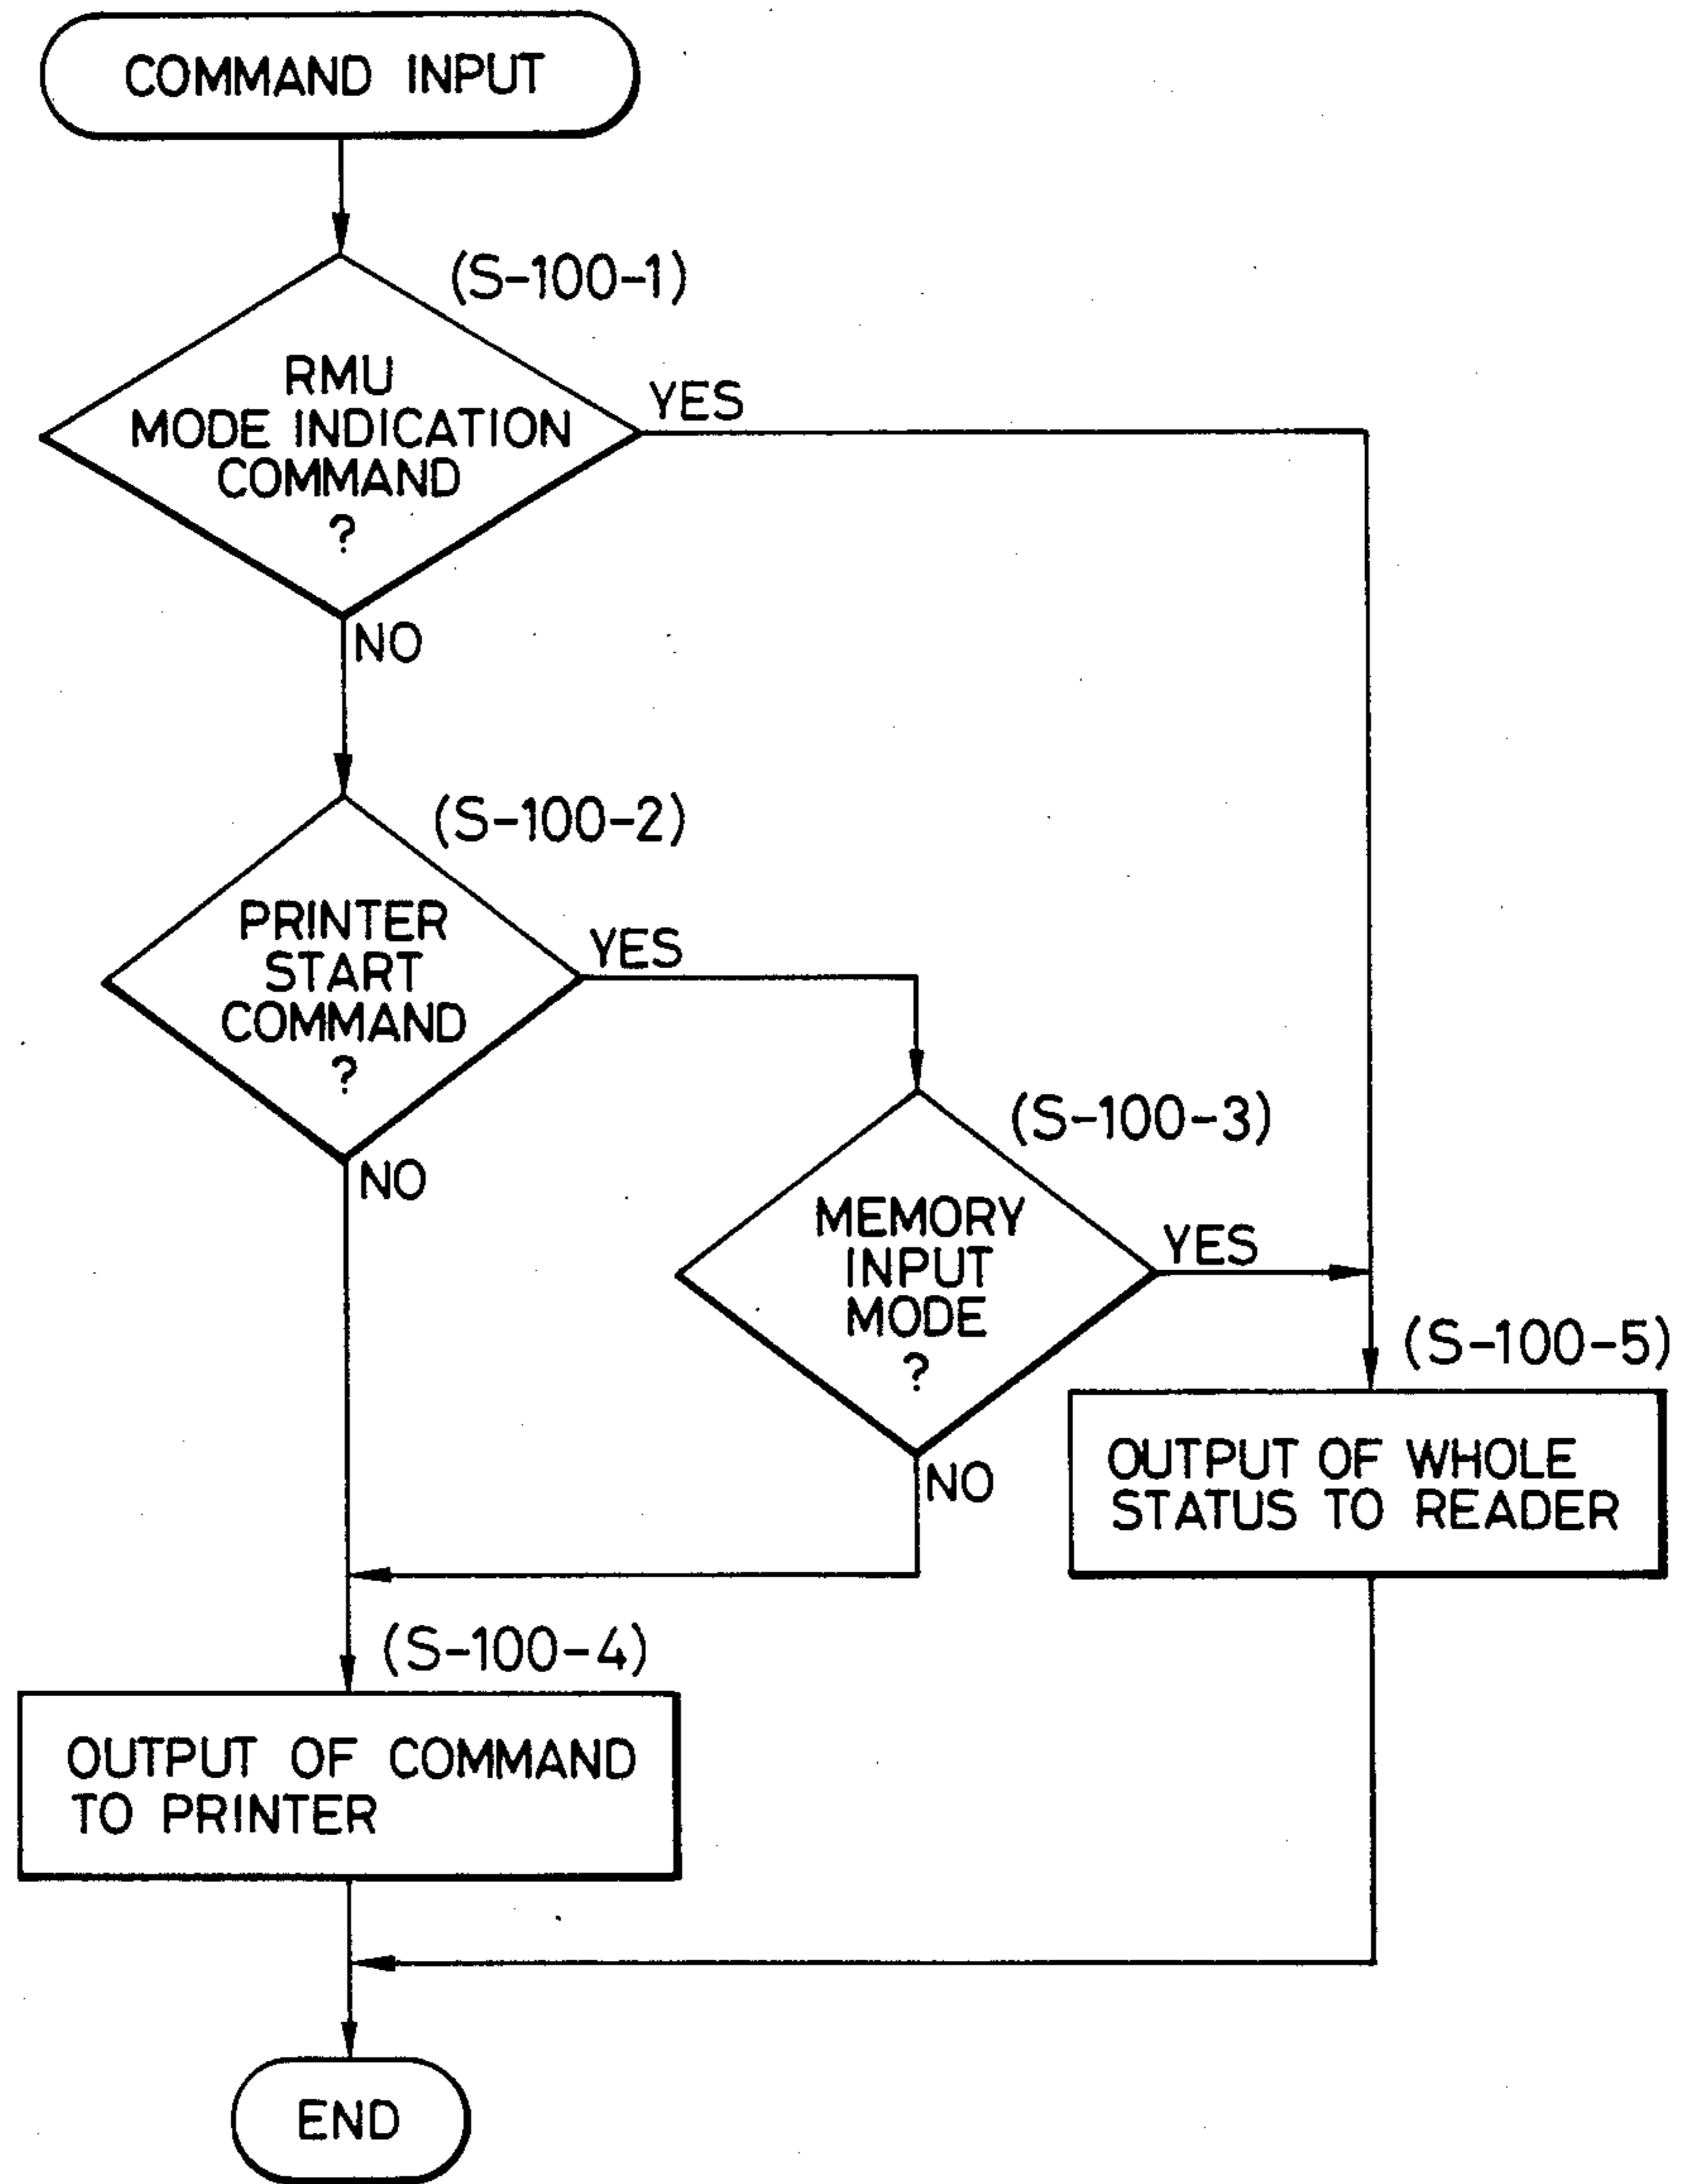 COMMAND INPUT
(S-100-1)
RMU
MODE INDICATION
COMMAND
?
YES
NO
(S-100-2)
PRINTER
START
COMMAND
?
YES
NO
(S-100-3)
MEMORY
INPUT
MODE
?
YES
NO
(S-100-5)
OUTPUT OF WHOLE
STATUS TO READER
(S-100-4)
OUTPUT OF COMMAND
TO PRINTER
END